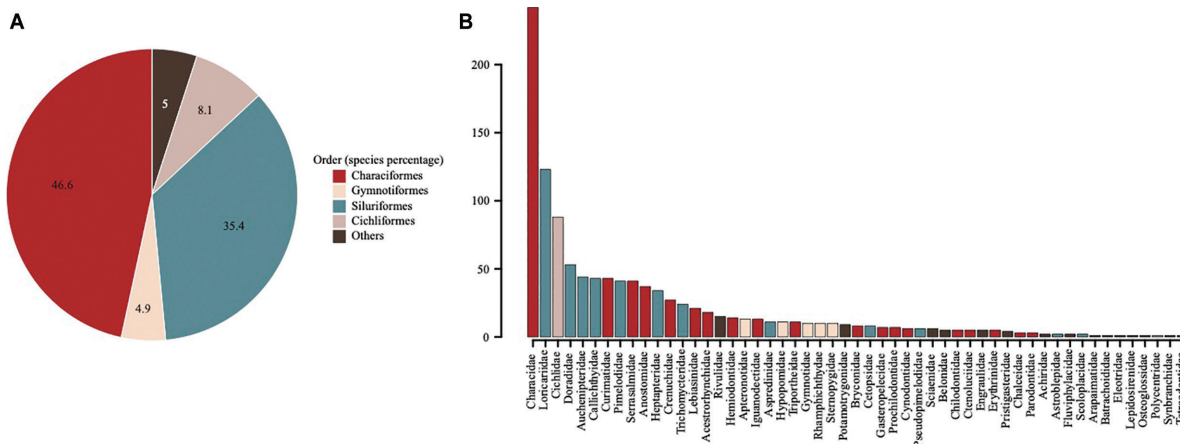 A
5
8.1
46.6
35.4
4.9
Order (species percentage)
Characiformes
Gymnotiformes
Siluriformes
Cichliformes
Others
B
200
150
100
50
0
Characidae
Loricariidae
Cichlidae
Doradidae
Auchenipteridae
Callichthyidae
Curimatidae
Pimelodidae
Serrasalmidae
Anostomidae
Heptapteridae
Crenuchidae
Trichomycteridae
Lebiasinidae
Acestrorhynchidae
Rivulidae
Hemiodontidae
Apteronotidae
Iguanodectidae
Aspredinidae
Hypopomidae
Triportheidae
Gymnotidae
Rhamphichthydae
Sternopygidae
Potamotrygonidae
Bryconidae
Cetopsidae
Gasteropelecidae
Prochilodontidae
Cynodontidae
Pseudopimelodidae
Sciaenidae
Belonidae
Chilodontidae
Ctenoluciidae
Engraulidae
Erythrinidae
Pristigasteridae
Chalceidae
Parodontidae
Achiridae
Astroblepidae
Fluviphylacidae
Scoloplacidae
Arapaimatidae
Batrachoididae
Eleotridae
Lepidosirenidae
Osteoglossidae
Polycentridae
Synbranchidae